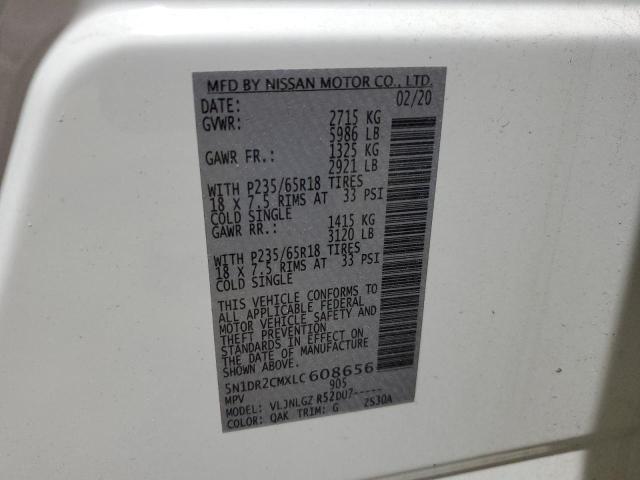 MFD BY NISSAN MOTOR CO., LTD.
DATE: 02/20
GVWR: 2715 KG
5986 LB
GAWR FR.: 1325 KG
2921 LB
WITH P235/65R18 TIRES
18 X 7.5 RIMS AT 33 PSI
COLD SINGLE
GAWR RR.: 1415 KG
3120 LB
WITH P235/65R18 TIRES
18 X 7.5 RIMS AT 33 PSI
COLD SINGLE
THIS VEHICLE CONFORMS TO
ALL APPLICABLE FEDERAL
MOTOR VEHICLE SAFETY AND
THEFT PREVENTION
STANDARDS IN EFFECT ON
THE DATE OF MANUFACTURE
SHOWN ABOVE.
5N1DR2CMXLC608656
MPV 905
MODEL: VLJNLGZ R52DU7-----
COLOR: QAK TRIM: G ZS30A